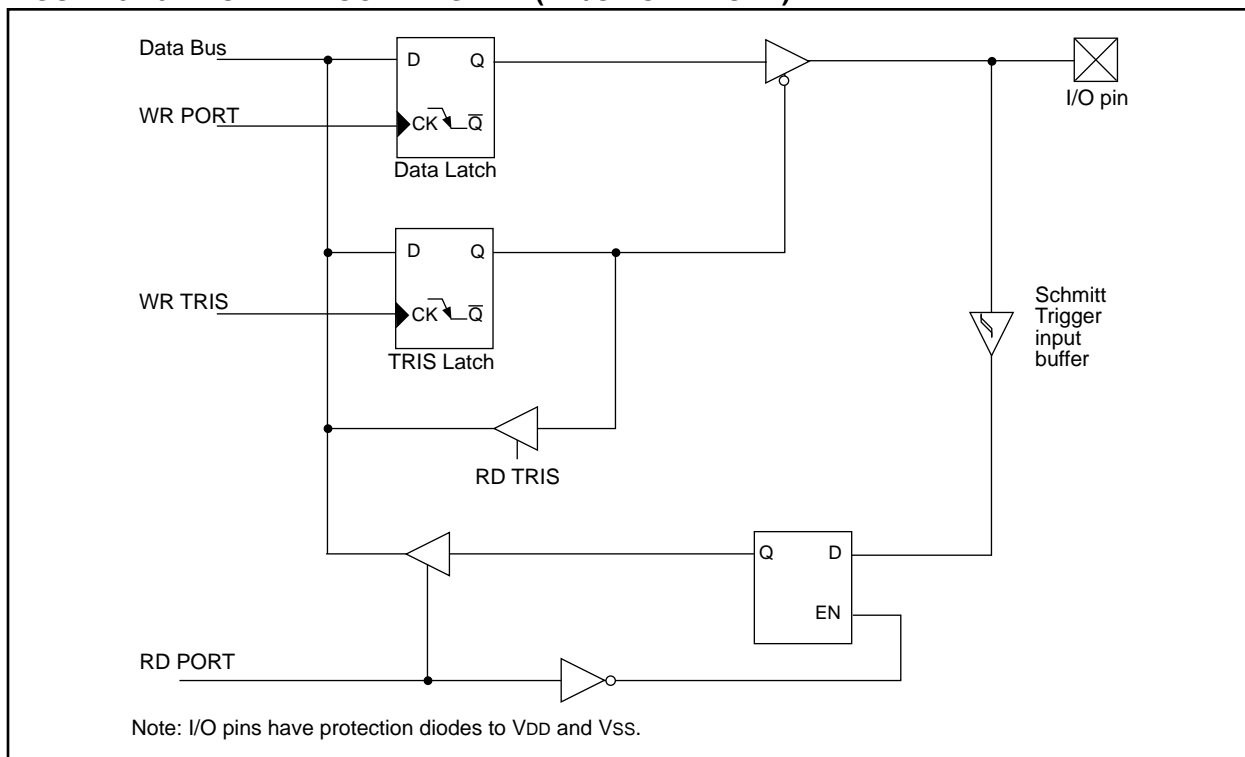 Data Bus
D Q
I/O pin
WR PORT
CK Q
Data Latch
D Q
WR TRIS
CK Q
TRIS Latch
Schmitt
Trigger
input
buffer
RD TRIS
Q D
EN
RD PORT
Note: I/O pins have protection diodes to VDD and VSS.